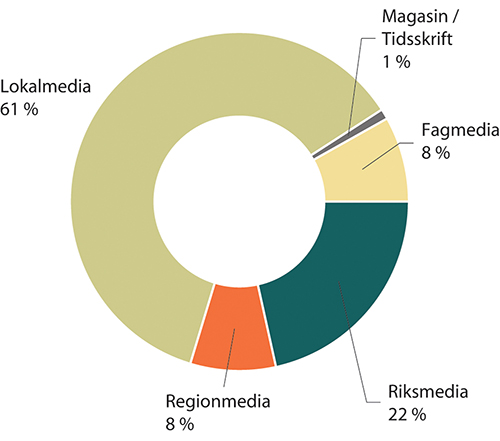 Magasin /
Tidsskrift
1 %
Lokalmedia
61 %
Fagmedia
8 %
Riksmedia
22 %
Regionmedia
8 %